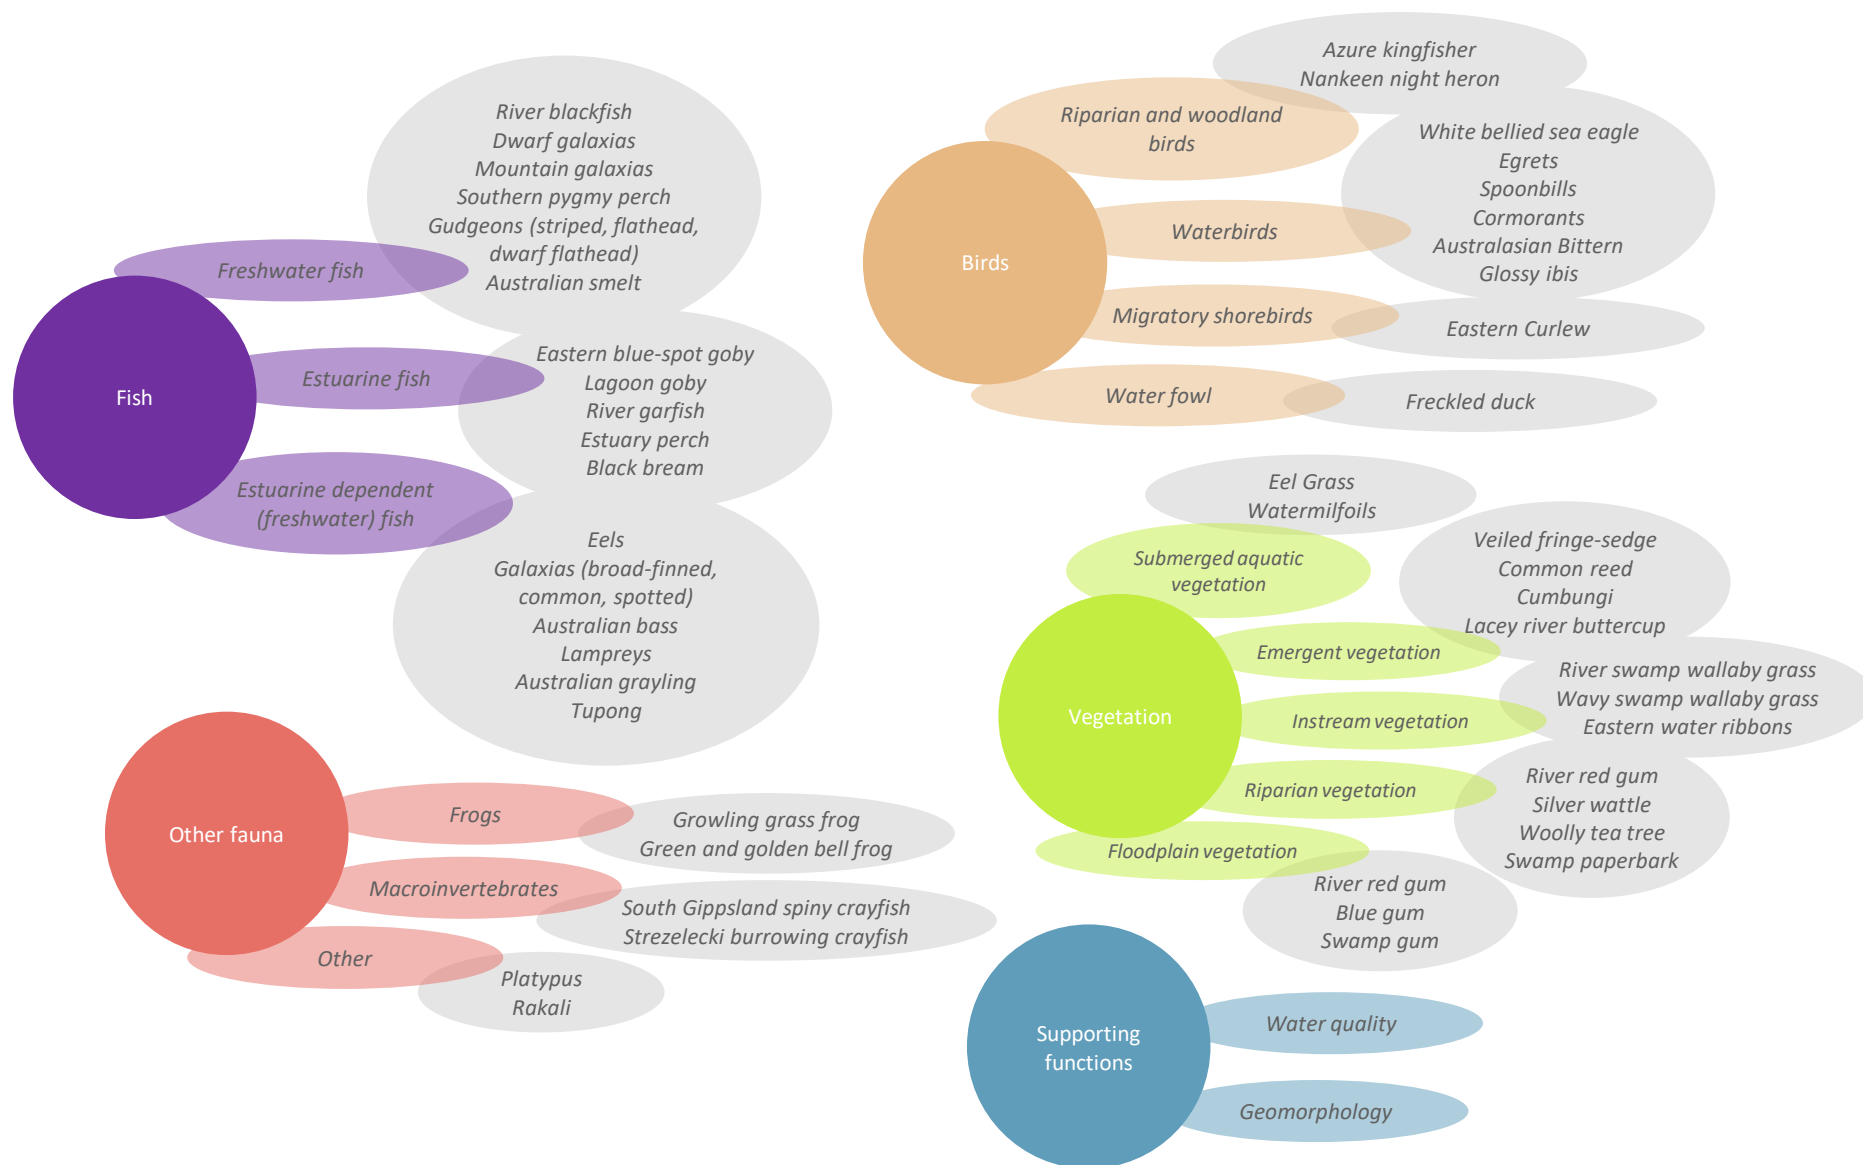 Fish
Freshwater fish
River blackfish
Dwarf galaxias
Mountain galaxias
Southern pygmy perch
Gudgeons (striped, flathead,
dwarf flathead)
Australian smelt
Estuarine fish
Eastern blue-spot goby
Lagoon goby
River garfish
Estuary perch
Black bream
Estuarine dependent
(freshwater) fish
Eels
Galaxias (broad-finned,
common, spotted)
Australian bass
Lampreys
Australian grayling
Tupong
Other fauna
Frogs
Growling grass frog
Green and golden bell frog
Macroinvertebrates
South Gippsland spiny crayfish
Strezelecki burrowing crayfish
Other
Platypus
Rakali
Birds
Riparian and woodland
birds
Azure kingfisher
Nankeen night heron
Waterbirds
White bellied sea eagle
Egrets
Spoonbills
Cormorants
Australasian Bittern
Glossy ibis
Migratory shorebirds
Eastern Curlew
Water fowl
Freckled duck
Vegetation
Submerged aquatic
vegetation
Eel Grass
Watermilfoils
Emergent vegetation
Veiled fringe-sedge
Common reed
Cumbungi
Lacey river buttercup
Instream vegetation
River swamp wallaby grass
Wavy swamp wallaby grass
Eastern water ribbons
Riparian vegetation
River red gum
Silver wattle
Woolly tea tree
Swamp paperbark
Floodplain vegetation
River red gum
Blue gum
Swamp gum
Supporting
functions
Water quality
Geomorphology